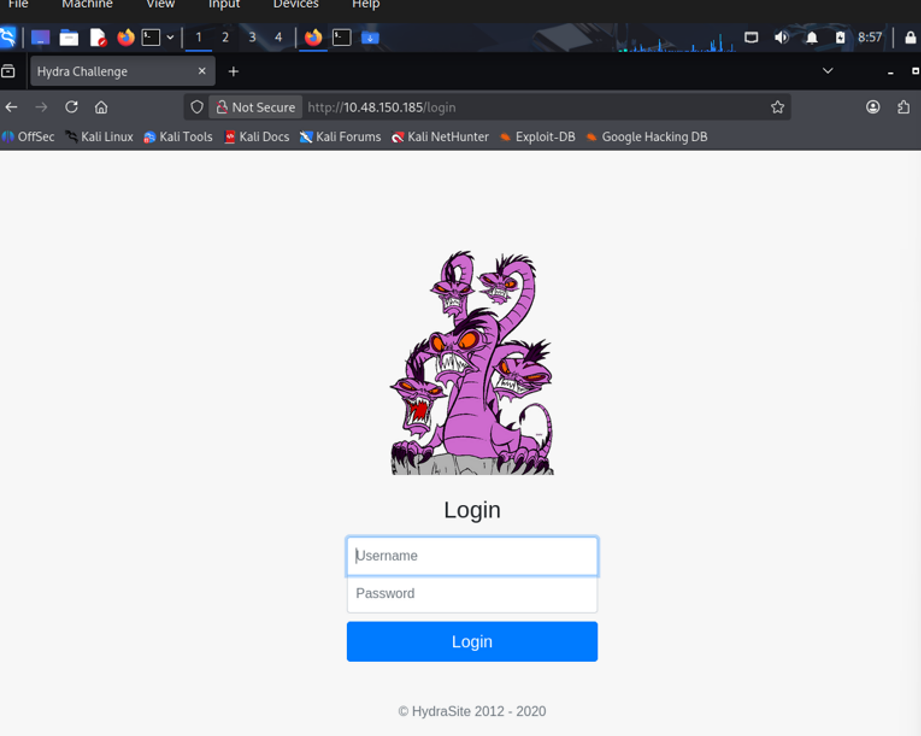 File Machine View Input Devices Help
1 2 3 4 8:57
Hydra Challenge
Not Secure http://10.48.150.185/login
OffSec Kali Linux Kali Tools Kali Docs Kali Forums Kali NetHunter Exploit-DB Google Hacking DB
Login
Username
Password
Login
© HydraSite 2012 - 2020